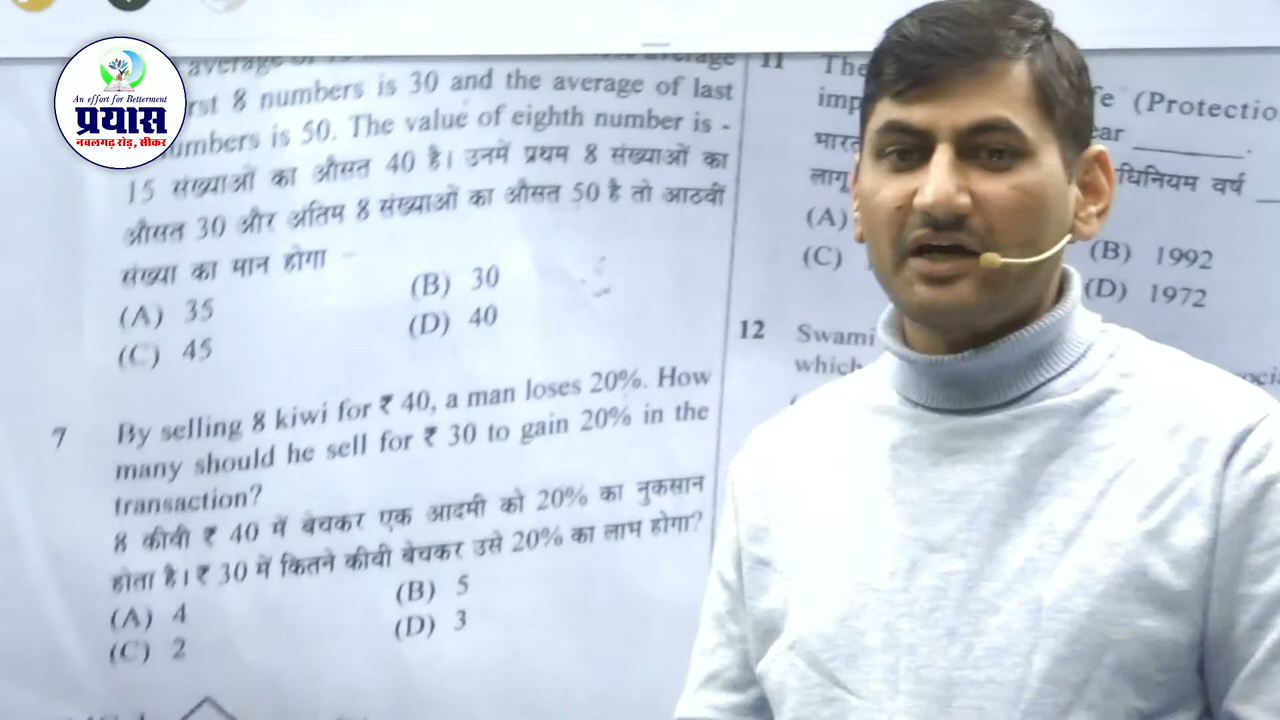 An effort for Betterment
प्रयास
नवलगढ़ रोड़, सीकर
average
rst 8 numbers is 30 and the average of last
umbers is 50. The value of eighth number is -
15 संख्याओं का औसत 40 है। उनमें प्रथम 8 संख्याओं का
औसत 30 और अंतिम 8 संख्याओं का औसत 50 है तो आठवीं
संख्या का मान होगा –
(A) 35
(B) 30
(C) 45
(D) 40
7 By selling 8 kiwi for ₹ 40, a man loses 20%. How
many should he sell for ₹ 30 to gain 20% in the
transaction?
8 कीवी ₹ 40 में बेचकर एक आदमी को 20% का नुकसान
होता है। ₹ 30 में कितने कीवी बेचकर उसे 20% का लाभ होगा?
(A) 4
(B) 5
(C) 2
(D) 3
11 The
imp fe (Protectio
भारत ear ________.
लागू धिनियम वर्ष
(A)
(B) 1992
(C)
(D) 1972
12 Swami
which